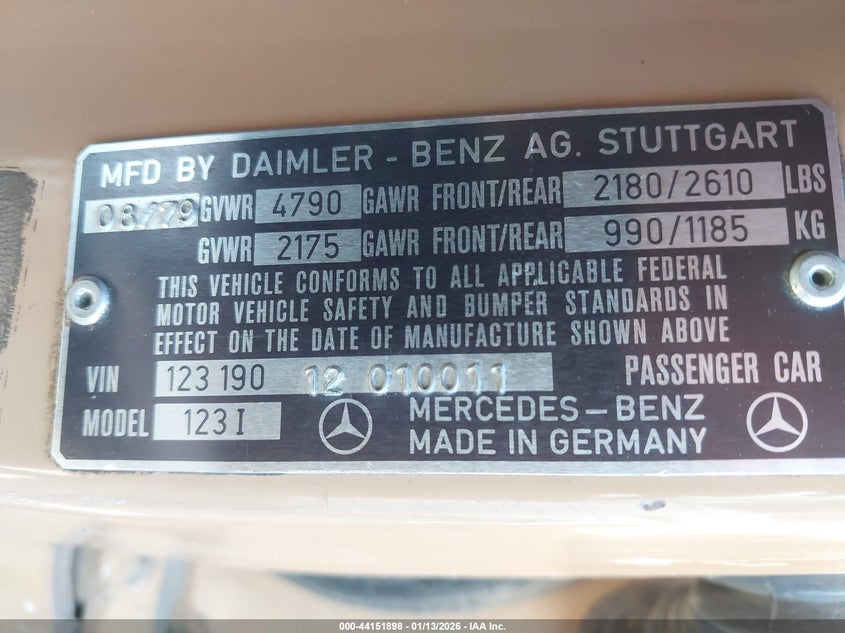 MFD BY DAIMLER - BENZ AG. STUTTGART
08/79 GVWR 4790 GAWR FRONT/REAR 2180/2610 LBS
GVWR 2175 GAWR FRONT/REAR 990/1185 KG
THIS VEHICLE CONFORMS TO ALL APPLICABLE FEDERAL
MOTOR VEHICLE SAFETY AND BUMPER STANDARDS IN
EFFECT ON THE DATE OF MANUFACTURE SHOWN ABOVE
VIN 123 190 12 010011 PASSENGER CAR
MODEL 123 I MERCEDES-BENZ
MADE IN GERMANY
000-44151898 - 01/13/2026 - IAA Inc.